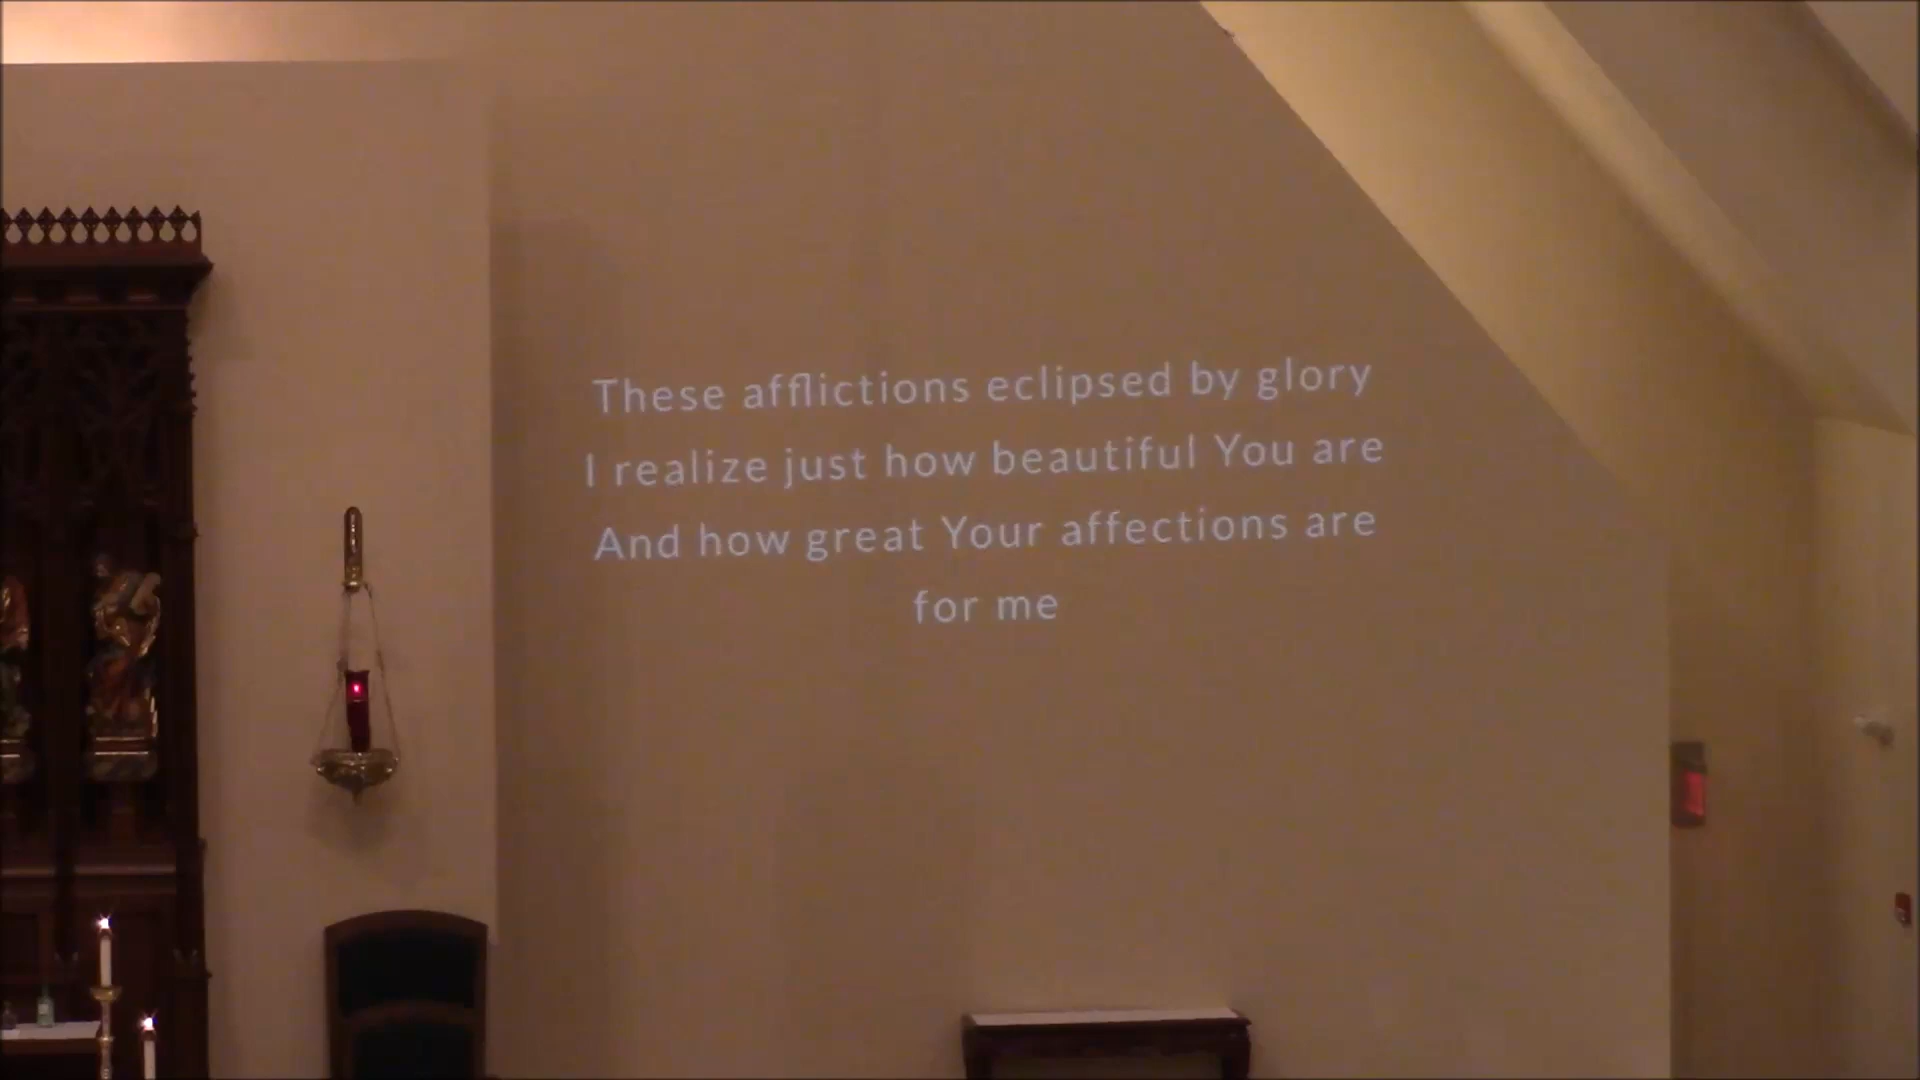 These afflictions eclipsed by glory
I realize just how beautiful You are
And how great Your affections are
for me